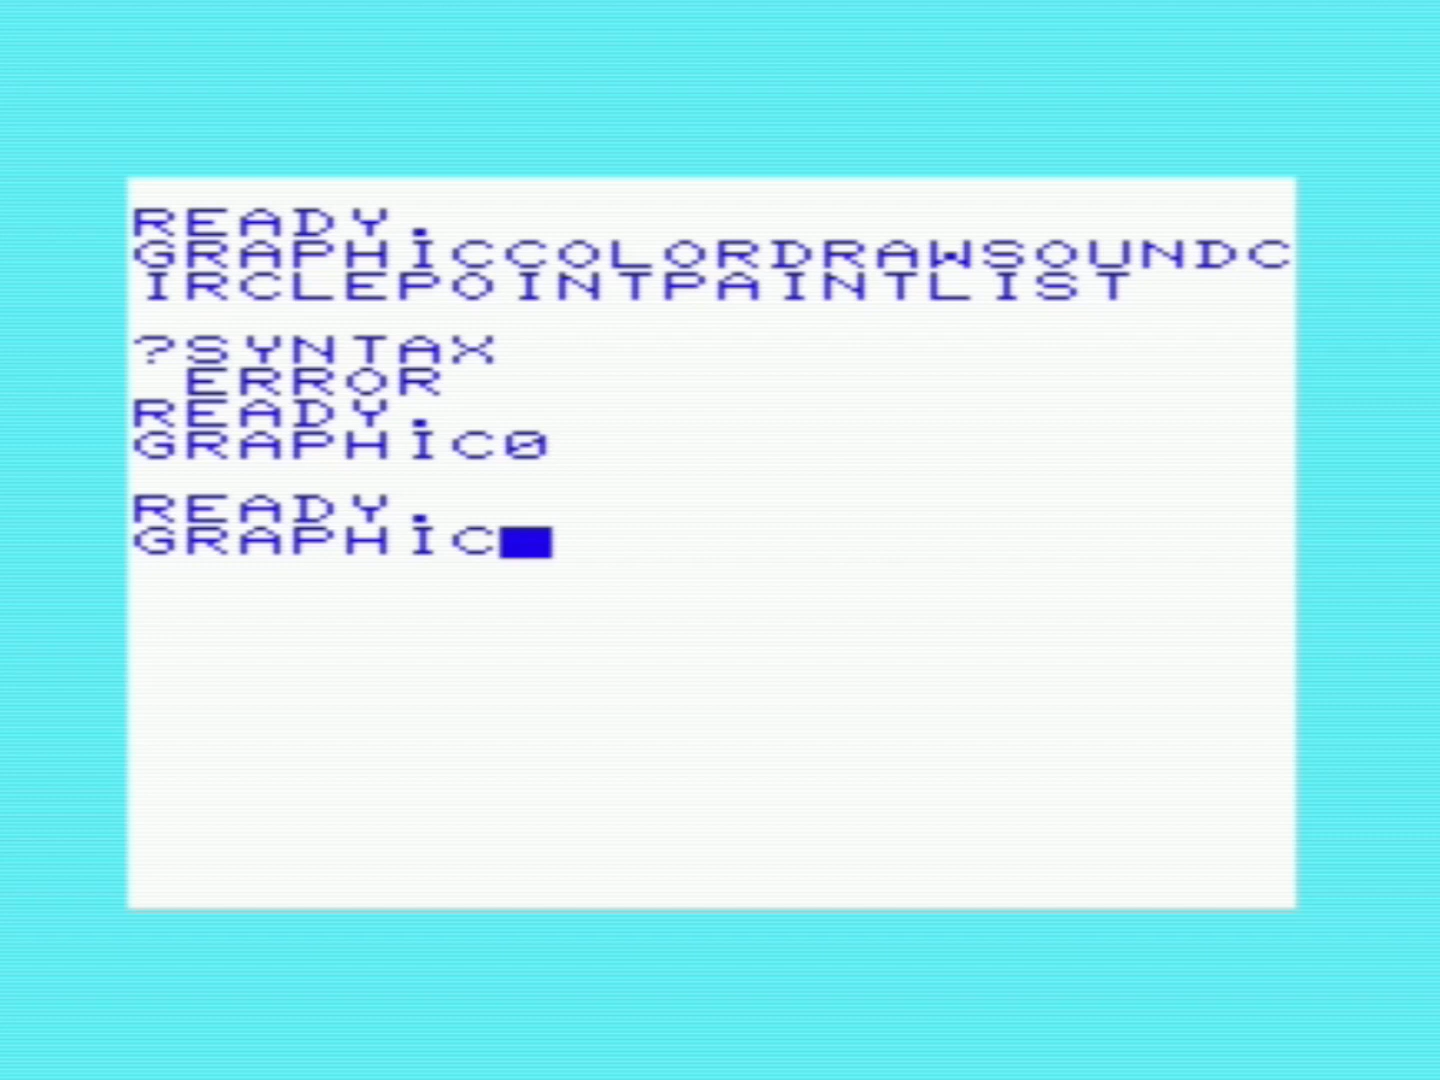 READY.
GRAPHICCOLORDRAWSOUNDC
IRCLEPOINTPAINTLIST
?SYNTAX
ERROR
READY.
GRAPHIC0
READY.
GRAPHIC